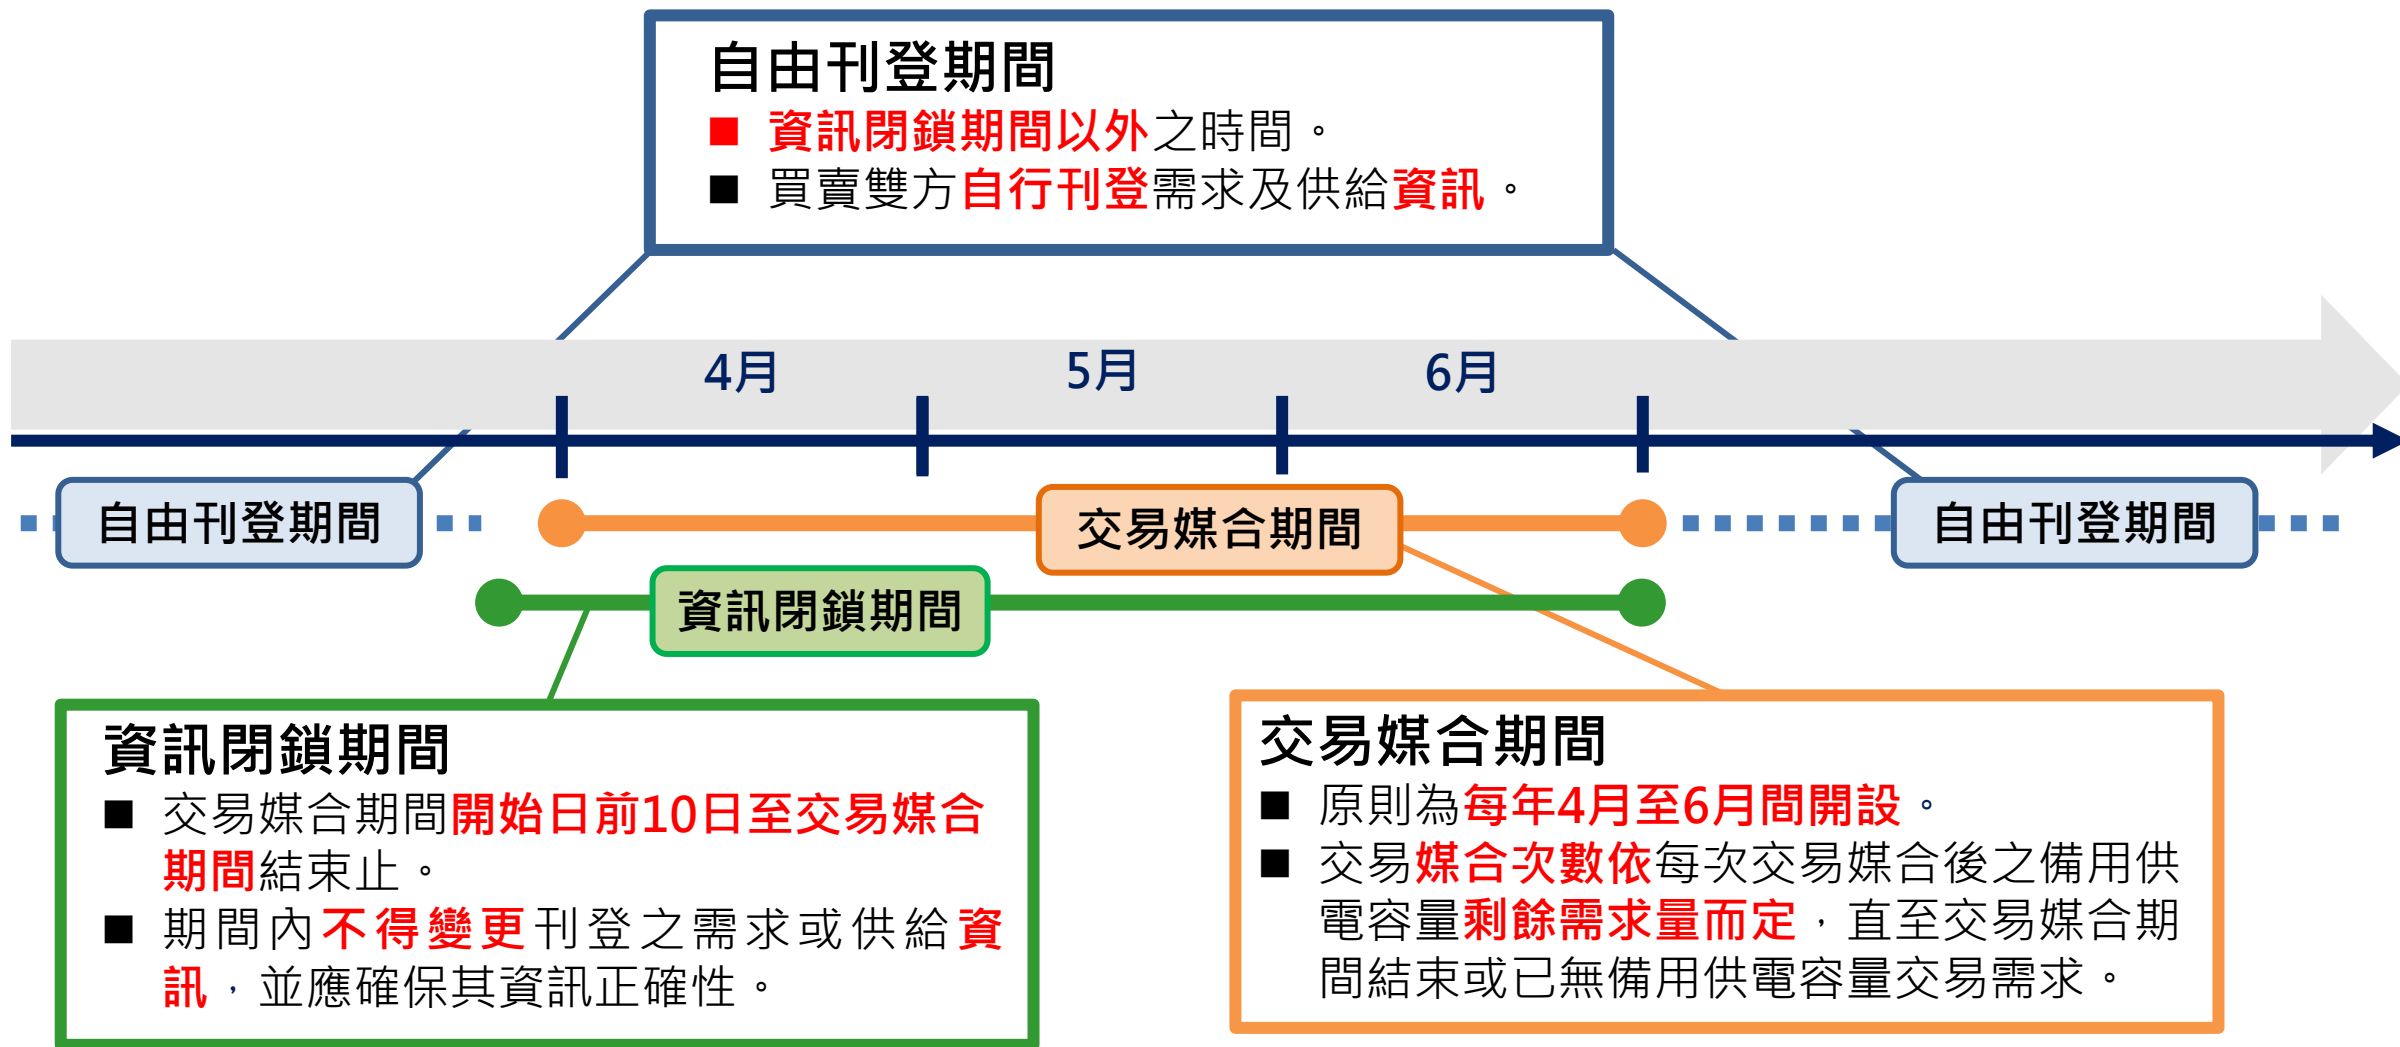 自由刊登期間
■ 資訊閉鎖期間以外之時間。
■ 買賣雙方自行刊登需求及供給資訊。
4月
5月
6月
自由刊登期間
交易媒合期間
自由刊登期間
資訊閉鎖期間
資訊閉鎖期間
■ 交易媒合期間開始日前10日至交易媒合
期間結束止。
■ 期間內不得變更刊登之需求或供給資
訊，並應確保其資訊正確性。
交易媒合期間
■ 原則為每年4月至6月間開設。
■ 交易媒合次數依每次交易媒合後之備用供
電容量剩餘需求量而定，直至交易媒合期
間結束或已無備用供電容量交易需求。